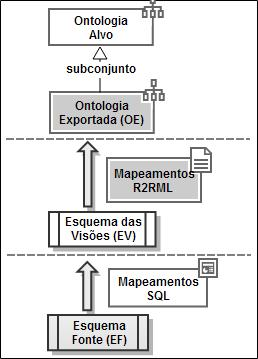 Ontologia
Alvo
subconjunto
Ontologia
Exportada (OE)
Mapeamentos
R2RML
Esquema das
Visões (EV)
Mapeamentos
SQL
Esquema
Fonte (EF)